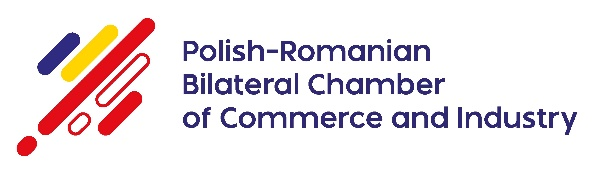 Polish-Romanian
Bilateral Chamber
of Commerce and Industry